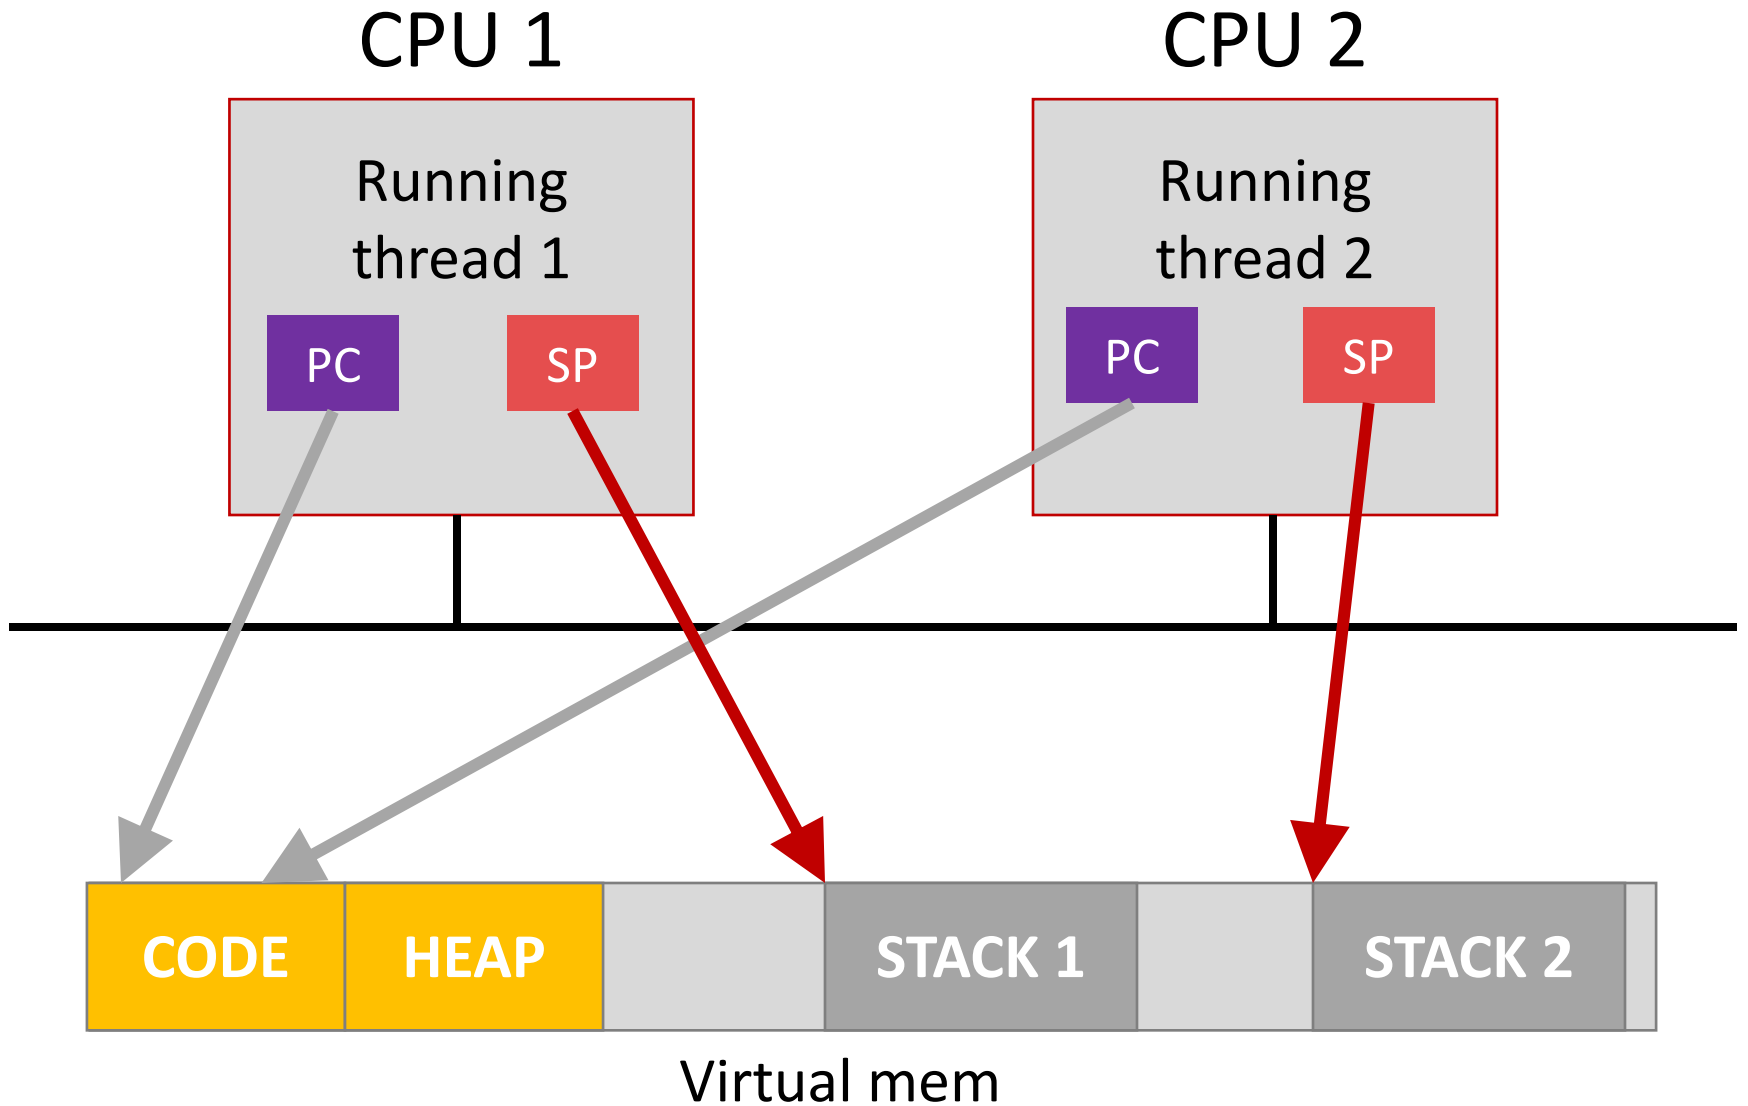 CPU 1
CPU 2
Running
thread 1
PC
SP
Running
thread 2
PC
SP
CODE
HEAP
STACK 1
STACK 2
Virtual mem